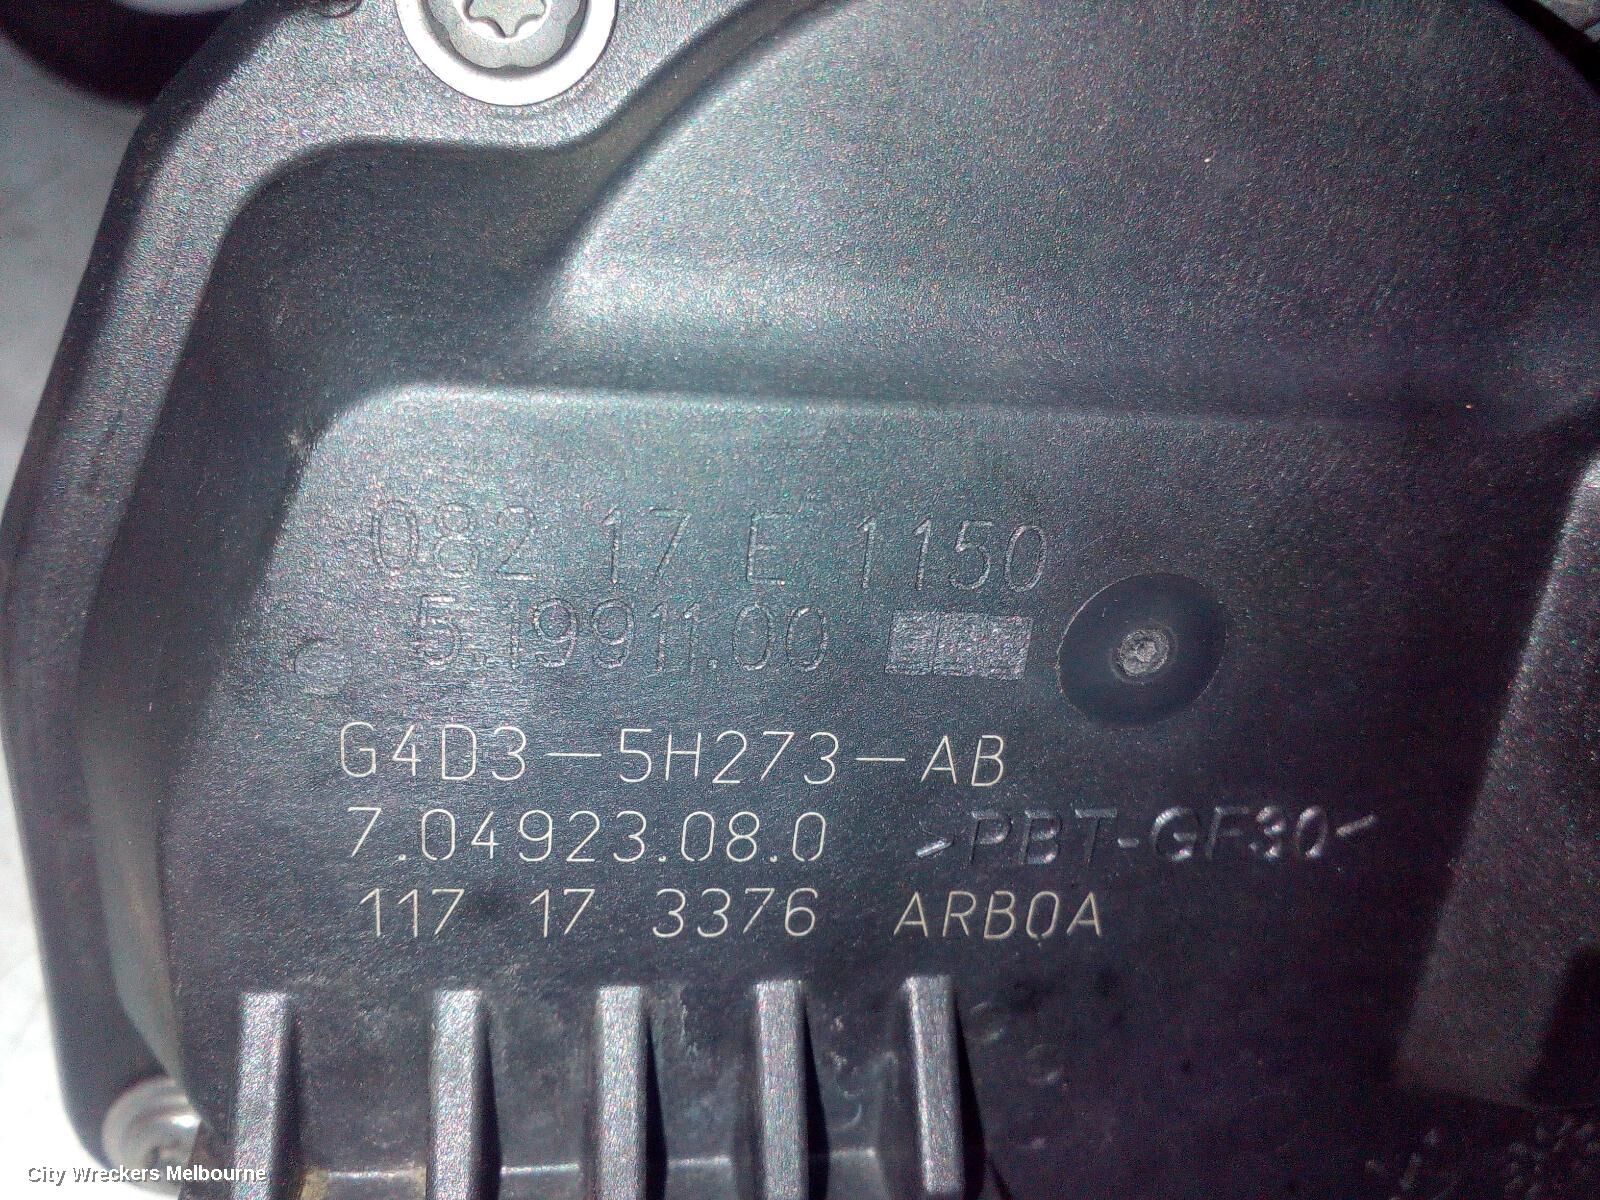 082 17 E 1150
5.19911.00
G4D3-5H273-AB
7.04923.08.0 >PBT-GF30<
117 17 3376 ARB0A
City Wreckers Melbourne